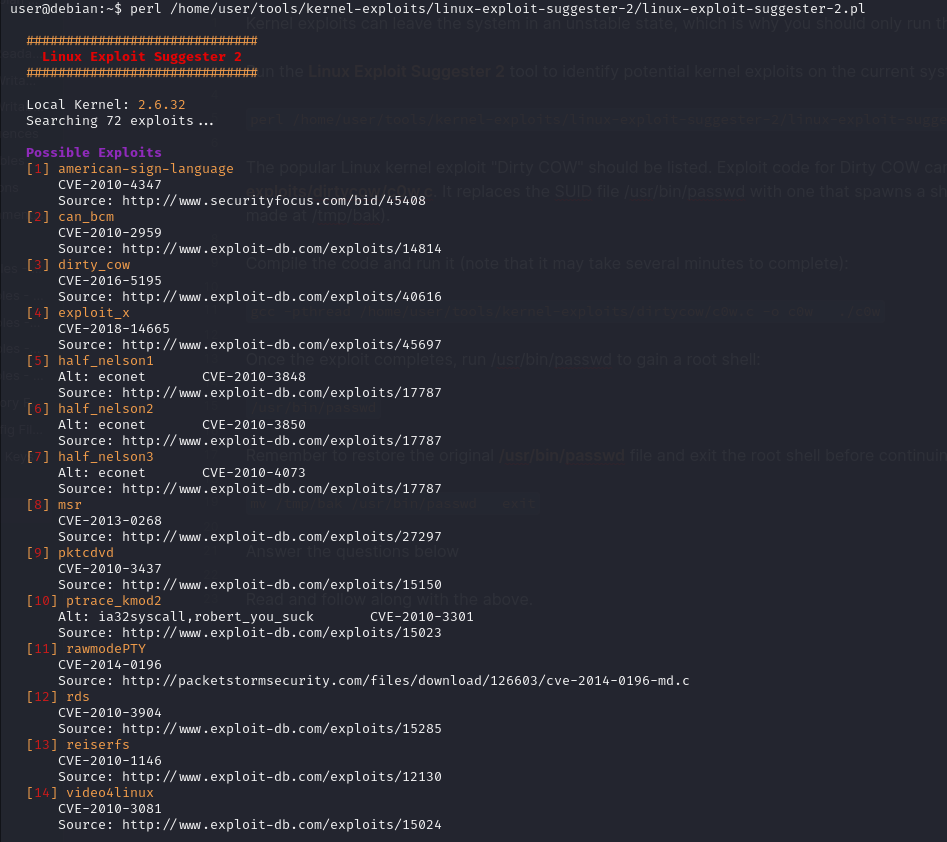 user@debian:~$ perl /home/user/tools/kernel-exploits/linux-exploit-suggester-2/linux-exploit-suggester-2.pl
#############################
Linux Exploit Suggester 2
#############################
Local Kernel: 2.6.32
Searching 72 exploits...
Possible Exploits
[1] american-sign-language
CVE-2010-4347
Source: http://www.securityfocus.com/bid/45408
[2] can_bcm
CVE-2010-2959
Source: http://www.exploit-db.com/exploits/14814
[3] dirty_cow
CVE-2016-5195
Source: http://www.exploit-db.com/exploits/40616
[4] exploit_x
CVE-2018-14665
Source: http://www.exploit-db.com/exploits/45697
[5] half_nelson1
Alt: econet       CVE-2010-3848
Source: http://www.exploit-db.com/exploits/17787
[6] half_nelson2
Alt: econet       CVE-2010-3850
Source: http://www.exploit-db.com/exploits/17787
[7] half_nelson3
Alt: econet       CVE-2010-4073
Source: http://www.exploit-db.com/exploits/17787
[8] msr
CVE-2013-0268
Source: http://www.exploit-db.com/exploits/27297
[9] pktcdvd
CVE-2010-3437
Source: http://www.exploit-db.com/exploits/15150
[10] ptrace_kmod2
Alt: ia32syscall,robert_you_suck       CVE-2010-3301
Source: http://www.exploit-db.com/exploits/15023
[11] rawmodePTY
CVE-2014-0196
Source: http://packetstormsecurity.com/files/download/126603/cve-2014-0196-md.c
[12] rds
CVE-2010-3904
Source: http://www.exploit-db.com/exploits/15285
[13] reiserfs
CVE-2010-1146
Source: http://www.exploit-db.com/exploits/12130
[14] video4linux
CVE-2010-3081
Source: http://www.exploit-db.com/exploits/15024